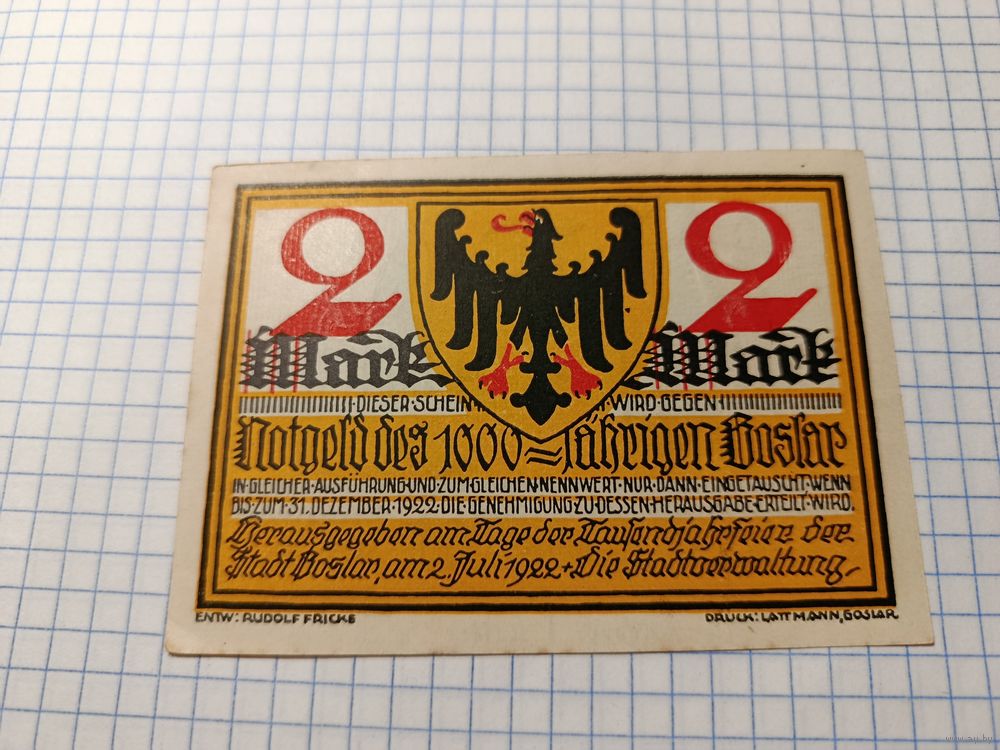 2 2
Mark Mark
DIESER·SCHEIN· WIRD·GEGEN
Notgeld des 1000=jährigen Goslar
IN·GLEICHER·AUSFÜHRUNG·UND·ZUM·GLEICHEN·NENNWERT·NUR·DANN·EINGETAUSCHT·WENN
BIS·ZUM·31.DEZEMBER·1922·DIE·GENEHMIGUNG·ZU·DESSEN·HERAUSGABE·ERTEILT·WIRD.
Herausgegeben am Tage der Tausendjahrfeier der
Stadt Goslar, am 2. Juli 1922 + Die Stadtverwaltung.
ENTW: RUDOLF FRICKE DRUCK: LATTMANN, GOSLAR